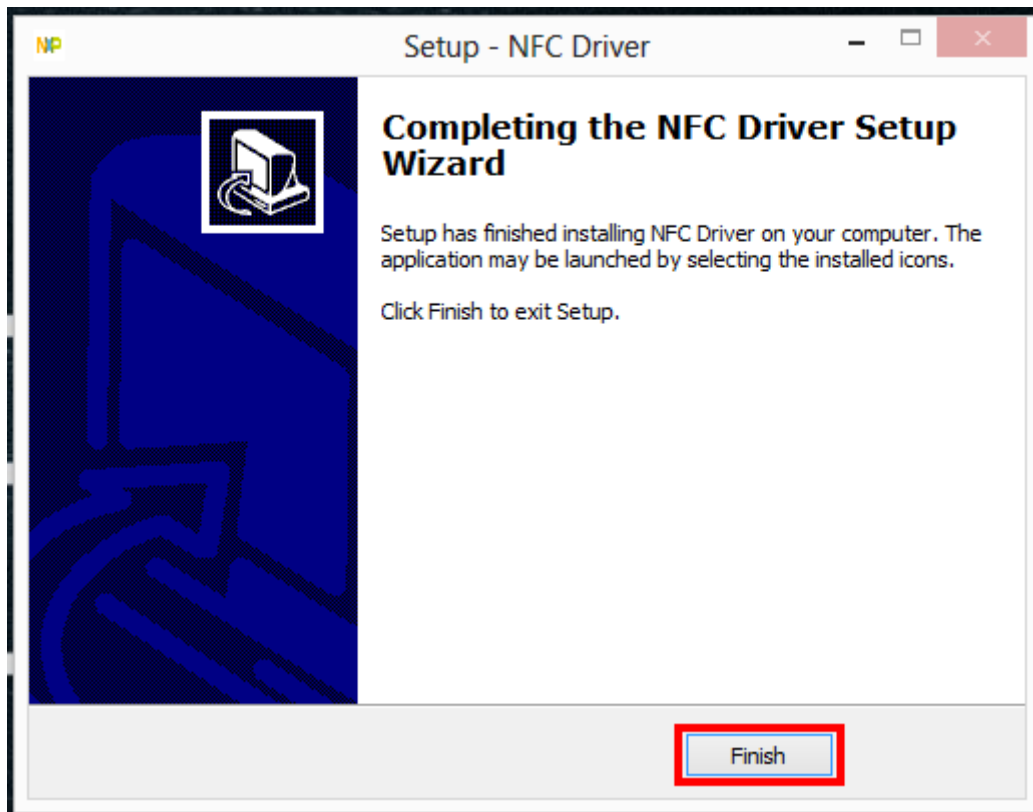 NXP
Setup - NFC Driver
Completing the NFC Driver Setup
Wizard
Setup has finished installing NFC Driver on your computer. The
application may be launched by selecting the installed icons.
Click Finish to exit Setup.
Finish